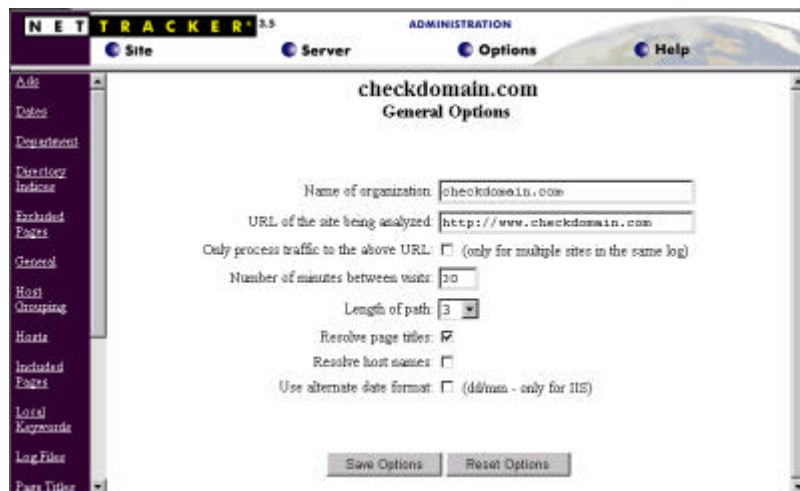 NET TRACKER 3.5
ADMINISTRATION
Site Server Options Help
Ads
Dates
Department
Directory
Indices
Excluded
Pages
General
Host
Grouping
Hosts
Included
Pages
Local
Keywords
Log Files
Page Titles
checkdomain.com
General Options
Name of organization: checkdomain.com
URL of the site being analyzed: http://www.checkdomain.com
Only process traffic to the above URL: (only for multiple sites in the same log)
Number of minutes between visits: 30
Length of path: 3
Resolve page titles:
Resolve host names:
Use alternate date format: (dd/mm - only for IIS)
Save Options Reset Options